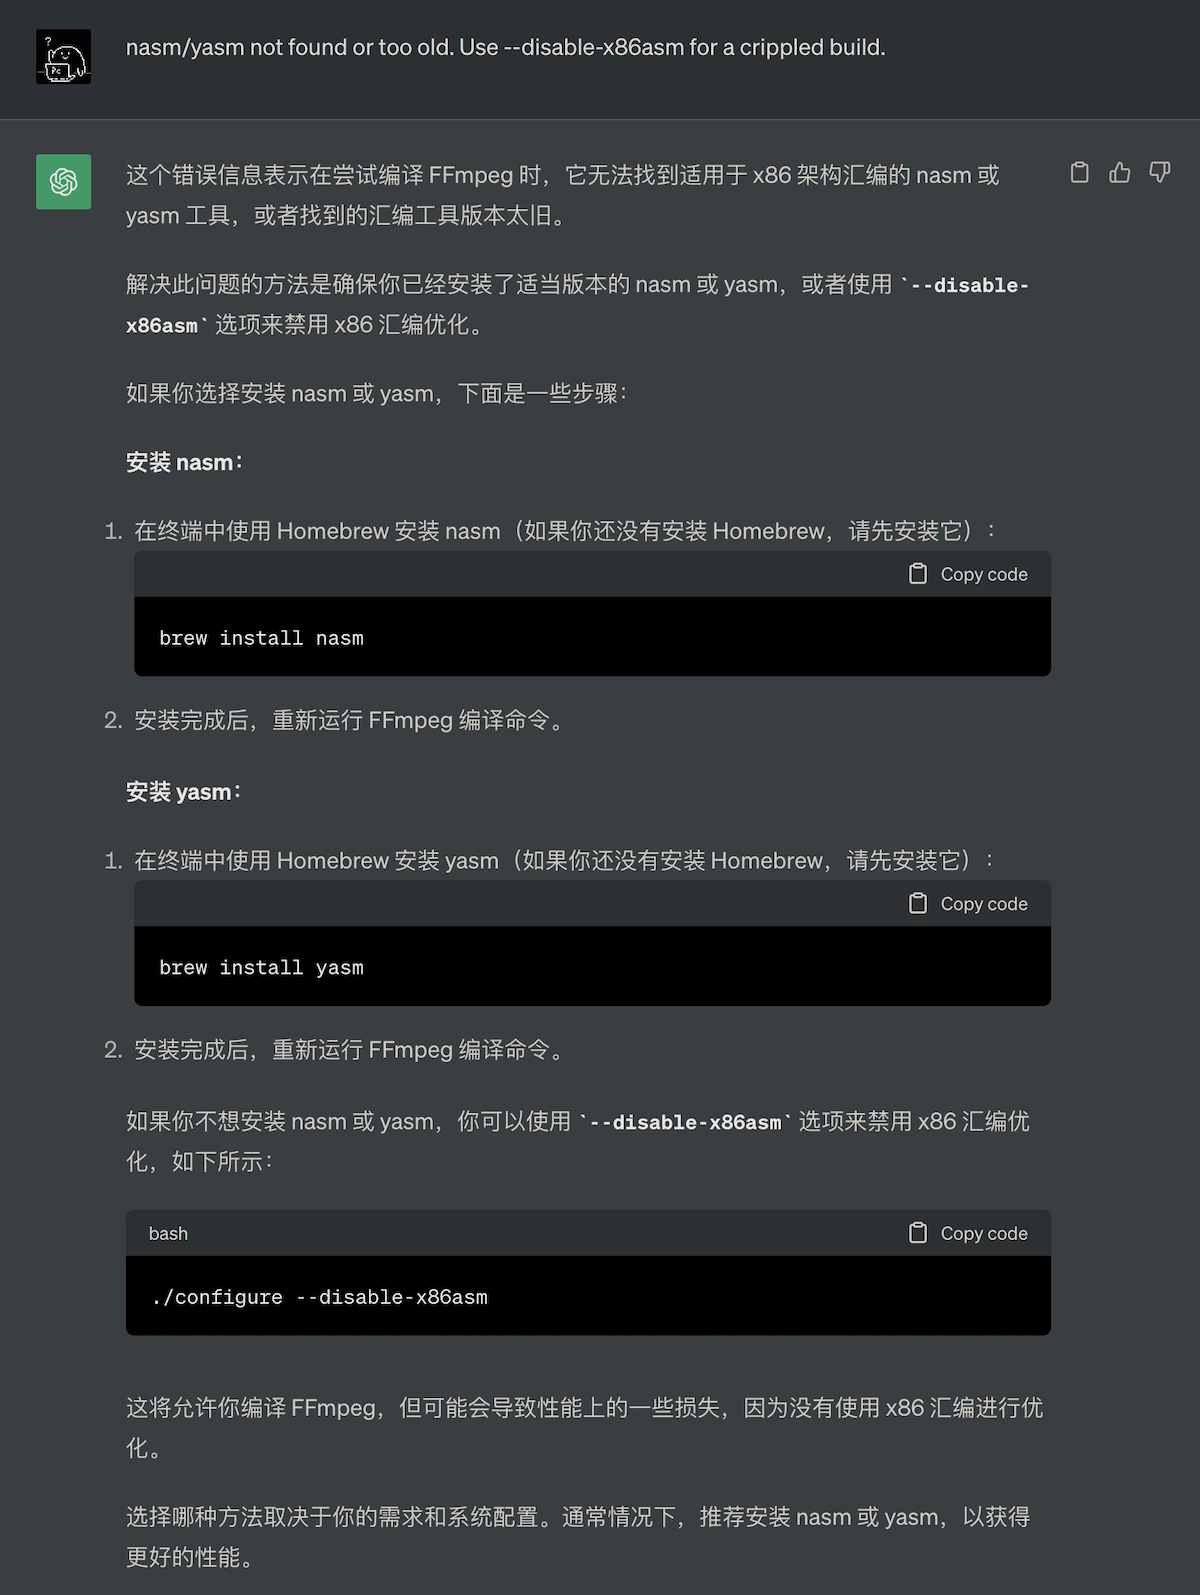 nasm/yasm not found or too old. Use --disable-x86asm for a crippled build.
这个错误信息表示在尝试编译 FFmpeg 时，它无法找到适用于 x86 架构汇编的 nasm 或
yasm 工具，或者找到的汇编工具版本太旧。
解决此问题的方法是确保你已经安装了适当版本的 nasm 或 yasm，或者使用 `--disable-
x86asm` 选项来禁用 x86 汇编优化。
如果你选择安装 nasm 或 yasm，下面是一些步骤：
安装 nasm：
1. 在终端中使用 Homebrew 安装 nasm（如果你还没有安装 Homebrew，请先安装它）：
Copy code
brew install nasm
2. 安装完成后，重新运行 FFmpeg 编译命令。
安装 yasm：
1. 在终端中使用 Homebrew 安装 yasm（如果你还没有安装 Homebrew，请先安装它）：
Copy code
brew install yasm
2. 安装完成后，重新运行 FFmpeg 编译命令。
如果你不想安装 nasm 或 yasm，你可以使用 `--disable-x86asm` 选项来禁用 x86 汇编优
化，如下所示：
bash Copy code
./configure --disable-x86asm
这将允许你编译 FFmpeg，但可能会导致性能上的一些损失，因为没有使用 x86 汇编进行优
化。
选择哪种方法取决于你的需求和系统配置。通常情况下，推荐安装 nasm 或 yasm，以获得
更好的性能。